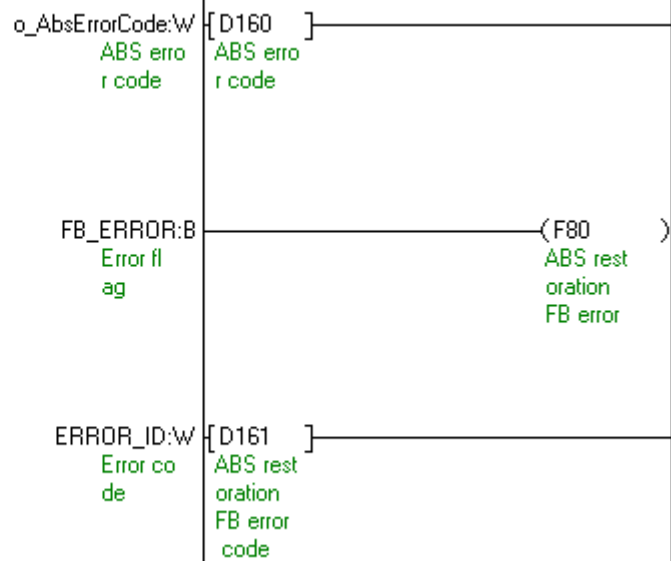 o_AbsErrorCode:W [ D160 ]
ABS erro ABS erro
r code r code
FB_ERROR:B ( F80 )
Error fl ABS rest
ag oration
FB error
ERROR_ID:W [ D161 ]
Error co ABS rest
de oration
FB error
code